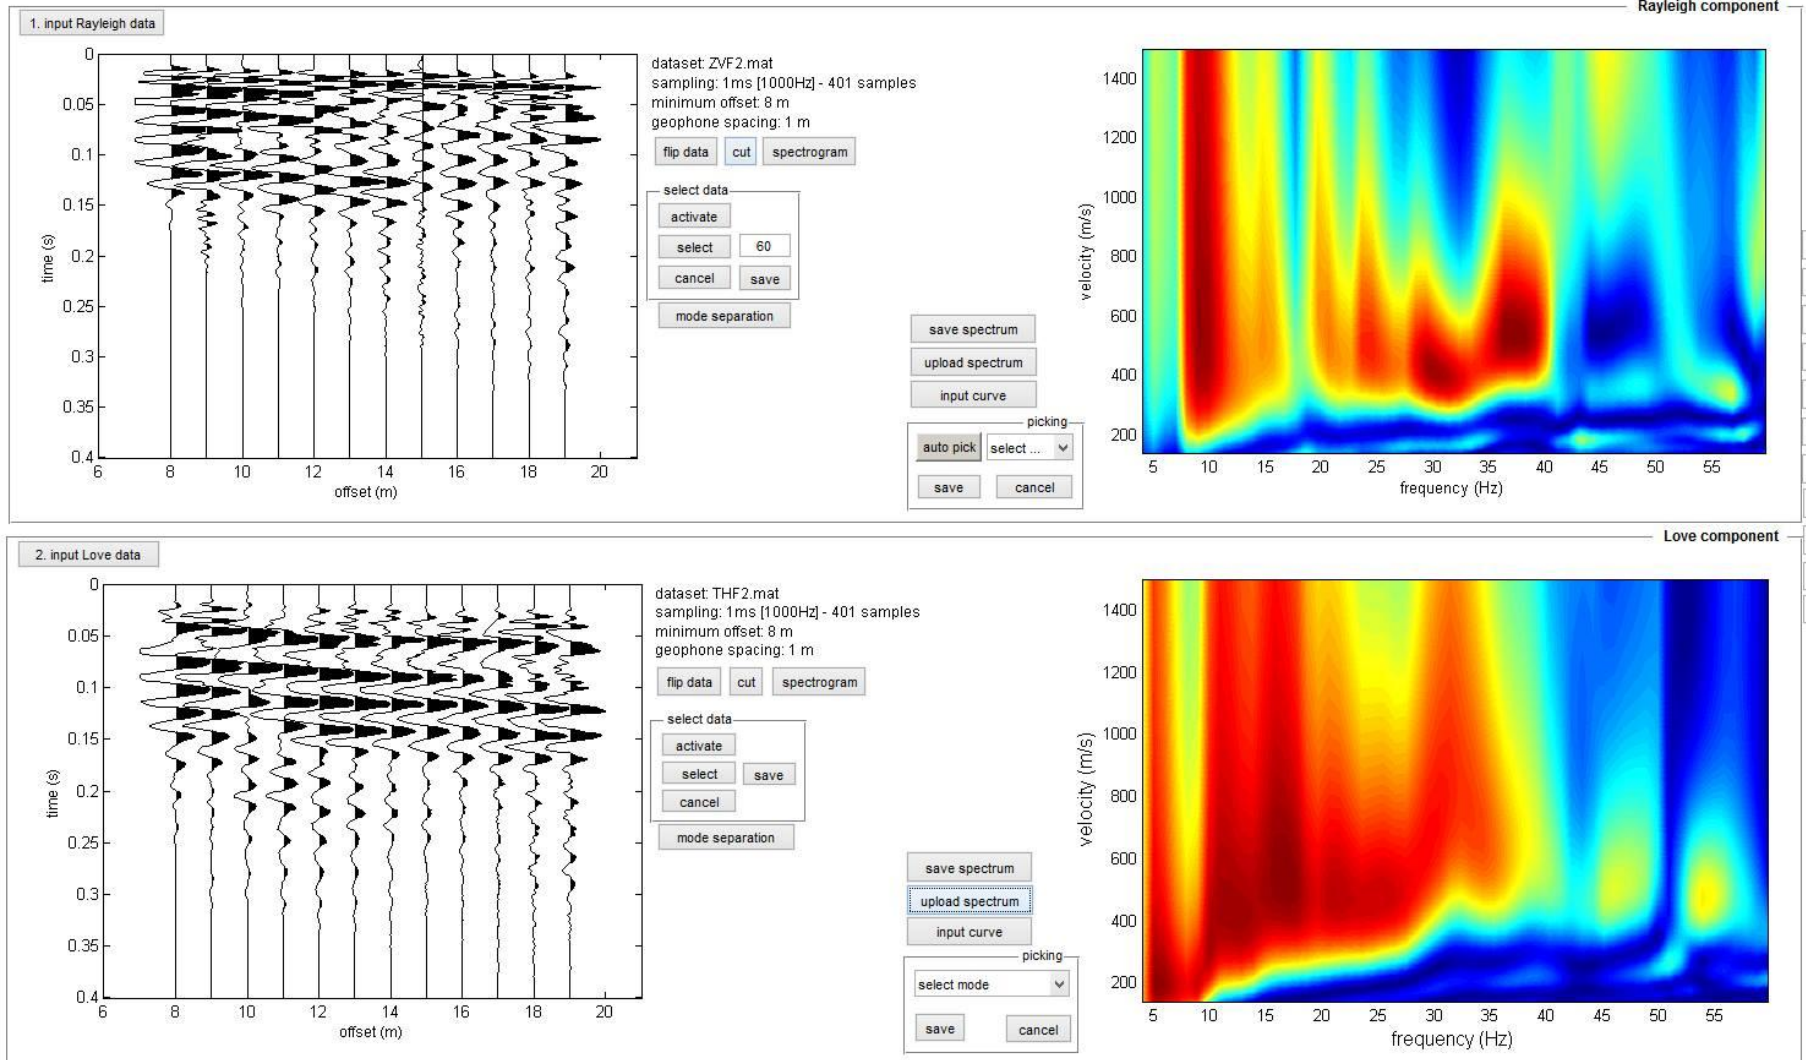 Rayleigh component
1. input Rayleigh data
0
0.05
0.1
0.15
0.2
0.25
0.3
0.35
0.4
time (s)
6 8 10 12 14 16 18 20
offset (m)
dataset: ZVF2.mat
sampling: 1ms [1000Hz] - 401 samples
minimum offset: 8 m
geophone spacing: 1 m
flip data cut spectrogram
select data
activate
select 60
cancel save
mode separation
save spectrum
upload spectrum
input curve
picking
auto pick select ...
save cancel
1400
1200
1000
800
600
400
200
velocity (m/s)
5 10 15 20 25 30 35 40 45 50 55
frequency (Hz)
Love component
2. input Love data
0
0.05
0.1
0.15
0.2
0.25
0.3
0.35
0.4
time (s)
6 8 10 12 14 16 18 20
offset (m)
dataset: THF2.mat
sampling: 1ms [1000Hz] - 401 samples
minimum offset: 8 m
geophone spacing: 1 m
flip data cut spectrogram
select data
activate
select save
cancel
mode separation
save spectrum
upload spectrum
input curve
picking
select mode
save cancel
1400
1200
1000
800
600
400
200
velocity (m/s)
5 10 15 20 25 30 35 40 45 50 55
frequency (Hz)